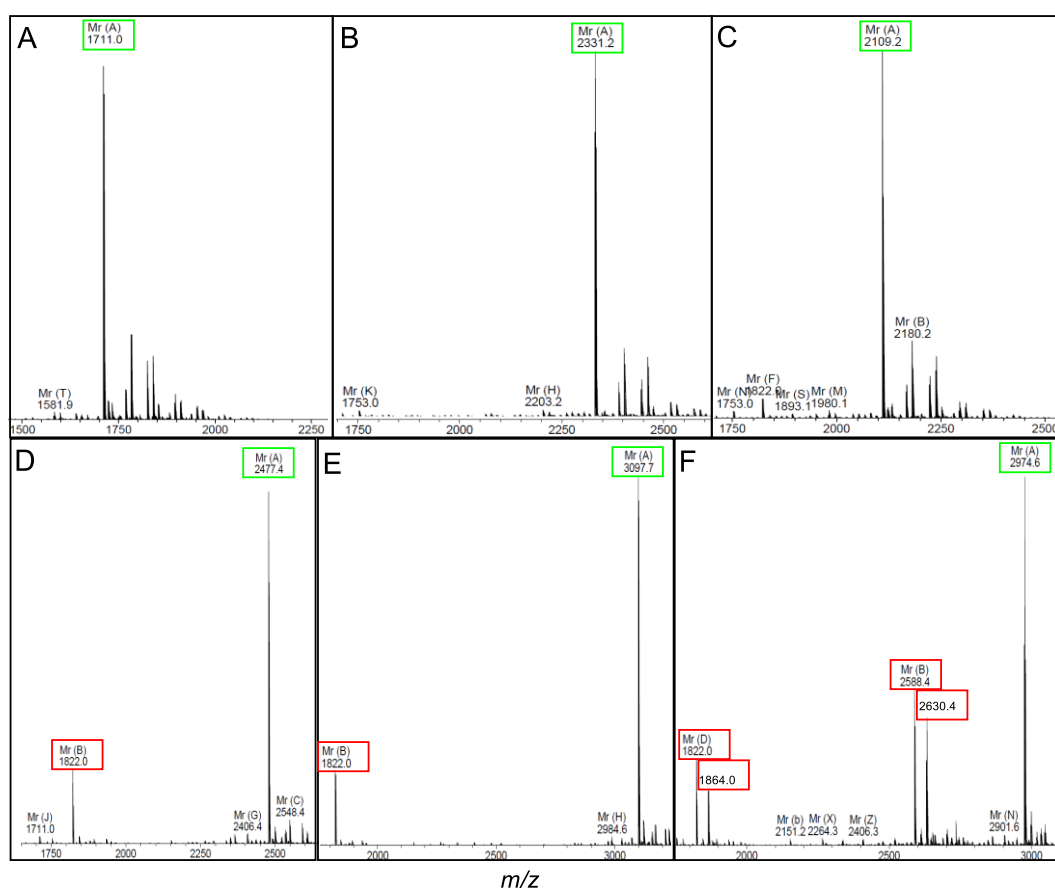 A
Mr (A)
1711.0
Mr (T)
1581.9
1500
1750
2000
2250
B
Mr (A)
2331.2
Mr (K)
1753.0
Mr (H)
2203.2
2000
2250
2500
C
Mr (A)
2109.2
Mr (B)
2180.2
Mr (N)
1753.0
Mr (F)
1822.0
Mr (S)
1893.1
Mr (M)
1980.1
1750
2000
2250
2500
D
Mr (A)
2477.4
Mr (B)
1822.0
Mr (J)
1711.0
Mr (G)
2406.4
Mr (C)
2548.4
1750
2000
2250
2500
E
Mr (A)
3097.7
Mr (B)
1822.0
Mr (H)
2984.6
2000
2500
3000
F
Mr (A)
2974.6
Mr (B)
2588.4
2630.4
Mr (D)
1822.0
1864.0
Mr (b)
2151.2
Mr (X)
2264.3
Mr (Z)
2406.3
Mr (N)
2901.6
2000
2500
3000
m/z